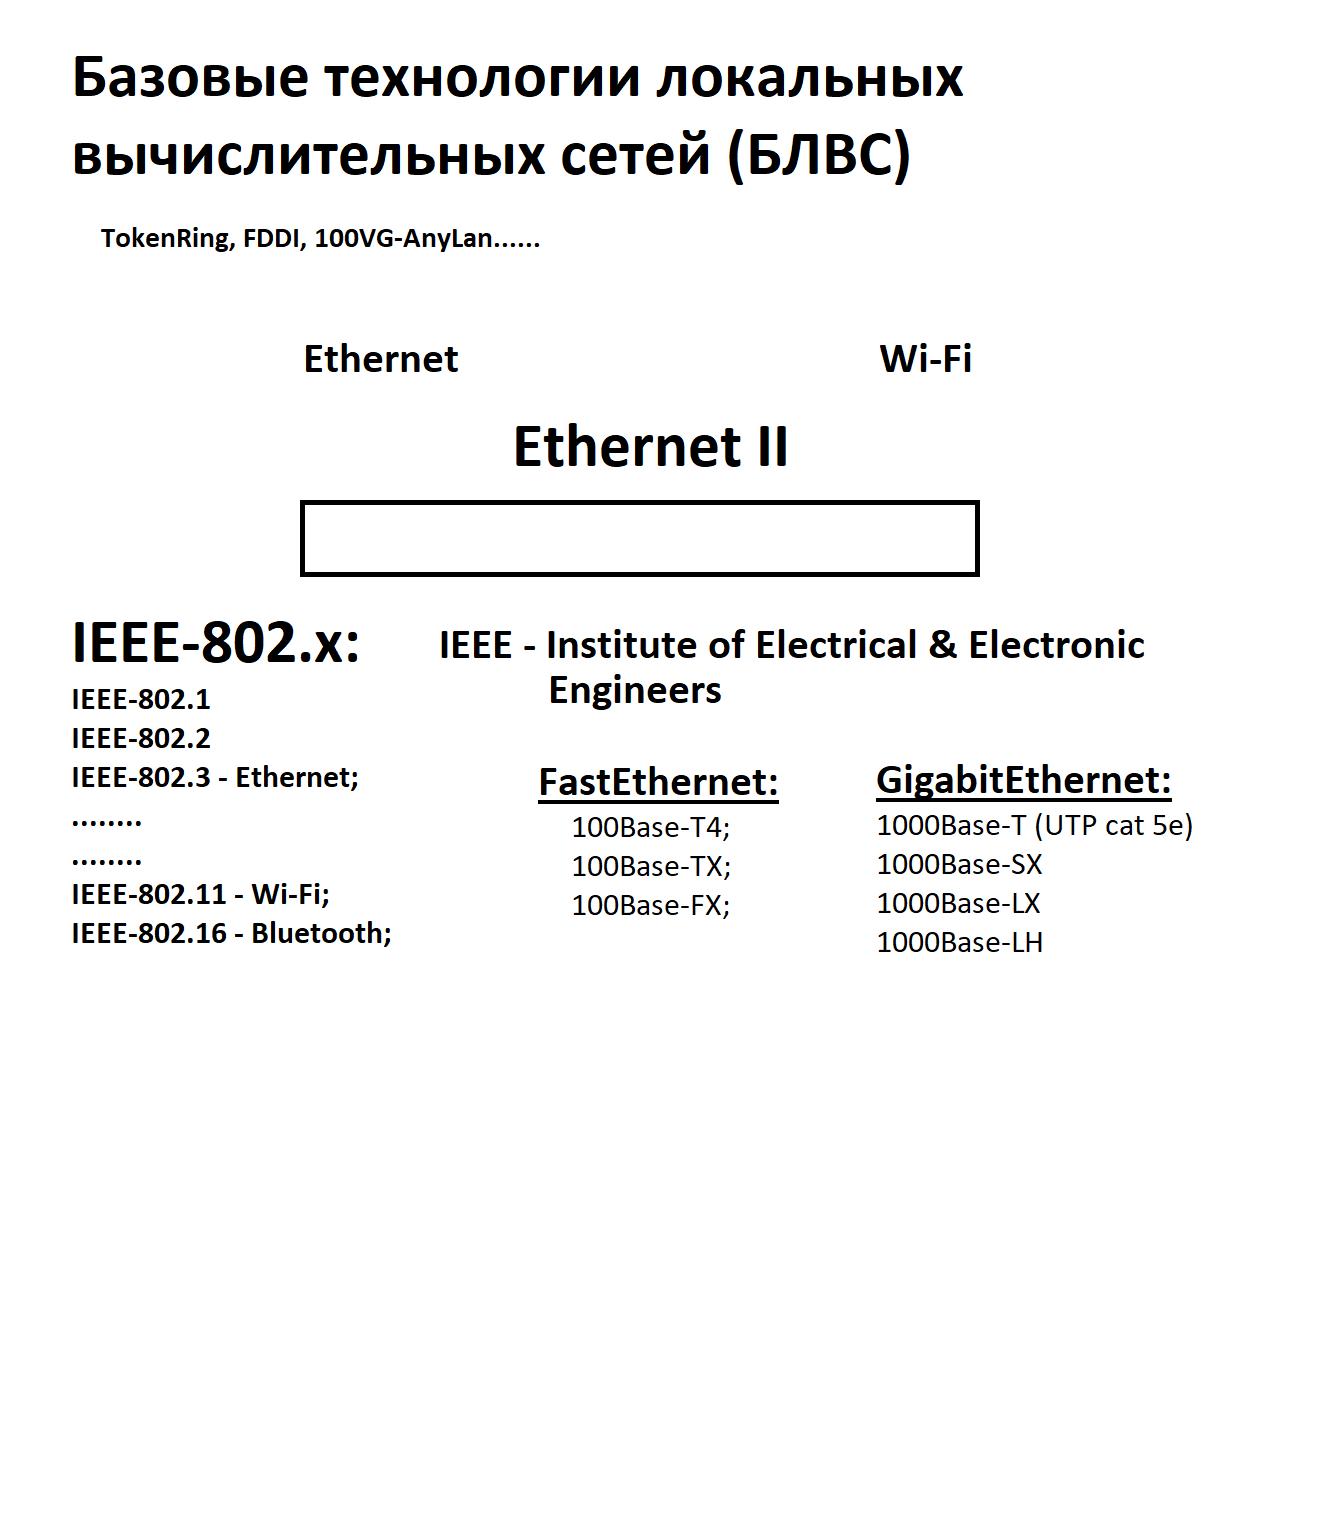 Базовые технологии локальных
вычислительных сетей (БЛВС)
TokenRing, FDDI, 100VG-AnyLan......
Ethernet
Wi-Fi
Ethernet II
IEEE-802.x:
IEEE-802.1
IEEE-802.2
IEEE-802.3 - Ethernet;
........
........
IEEE-802.11 - Wi-Fi;
IEEE-802.16 - Bluetooth;
IEEE - Institute of Electrical & Electronic
Engineers
FastEthernet:
100Base-T4;
100Base-TX;
100Base-FX;
GigabitEthernet:
1000Base-T (UTP cat 5e)
1000Base-SX
1000Base-LX
1000Base-LH